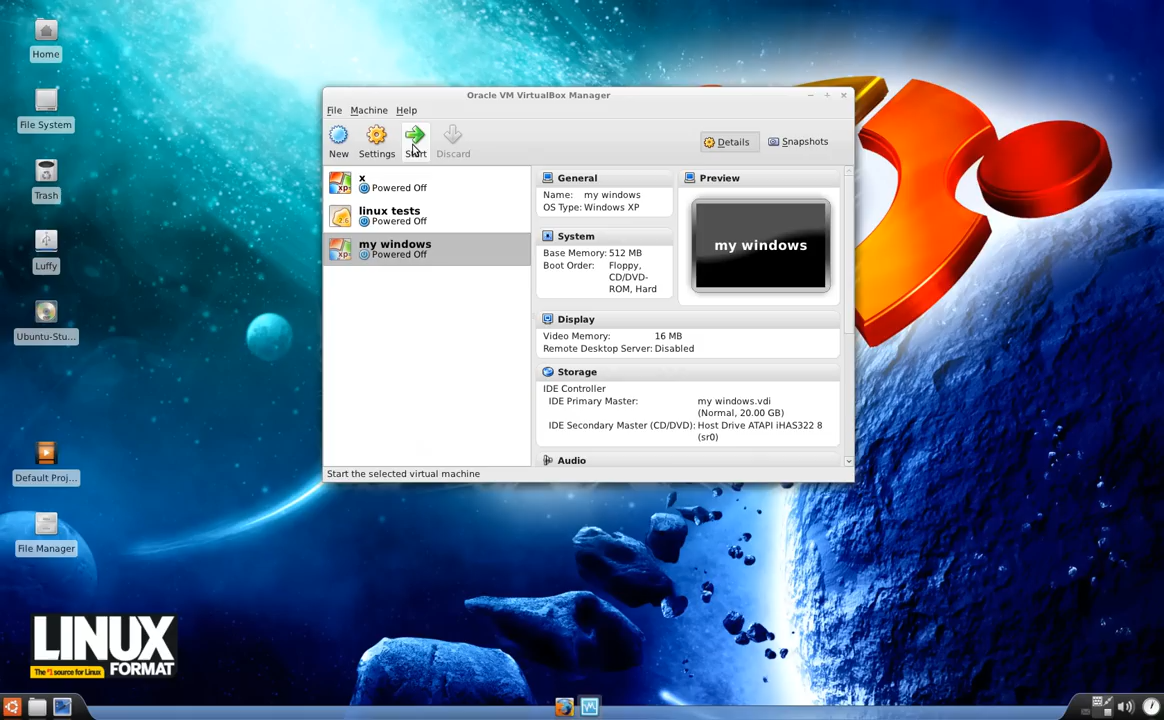 Home
File System
Trash
Luffy
Ubuntu-Stu...
Default Proj...
File Manager
LINUX
FORMAT
The #1 source for Linux
Oracle VM VirtualBox Manager
File Machine Help
New Settings Start Discard
Details Snapshots
x
Powered Off
linux tests
2.6
Powered Off
my windows
Powered Off
xp
xp
General
Name: my windows
OS Type: Windows XP
System
Base Memory: 512 MB
Boot Order: Floppy,
CD/DVD-
ROM, Hard
Preview
my windows
Display
Video Memory: 16 MB
Remote Desktop Server: Disabled
Storage
IDE Controller
IDE Primary Master: my windows.vdi
(Normal, 20.00 GB)
IDE Secondary Master (CD/DVD): Host Drive ATAPI iHAS322 8
(sr0)
Audio
Start the selected virtual machine